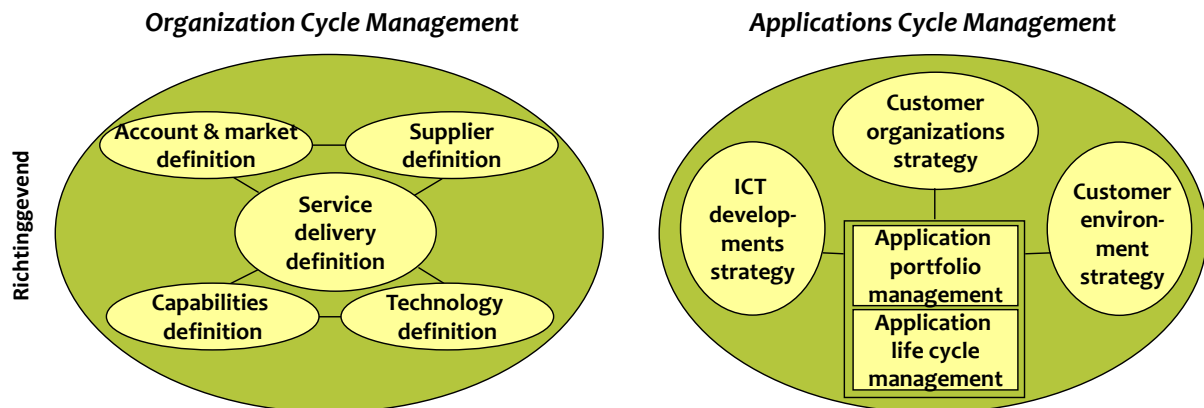 Organization Cycle Management
Applications Cycle Management
Richtinggevend
Account & market
definition
Supplier
definition
Service
delivery
definition
Capabilities
definition
Technology
definition
Customer
organizations
strategy
ICT
develop-
ments
strategy
Customer
environ-
ment
strategy
Application
portfolio
management
Application
life cycle
management